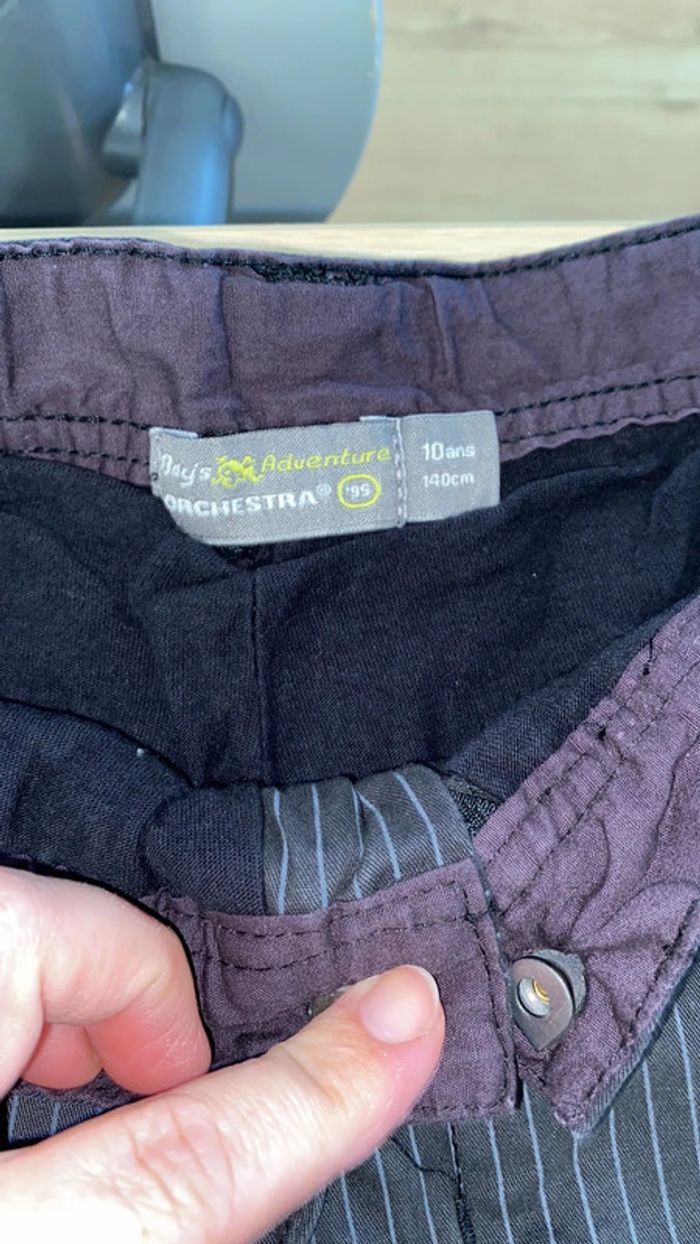 Boy's Adventure
ORCHESTRA® '95
10ans
140cm